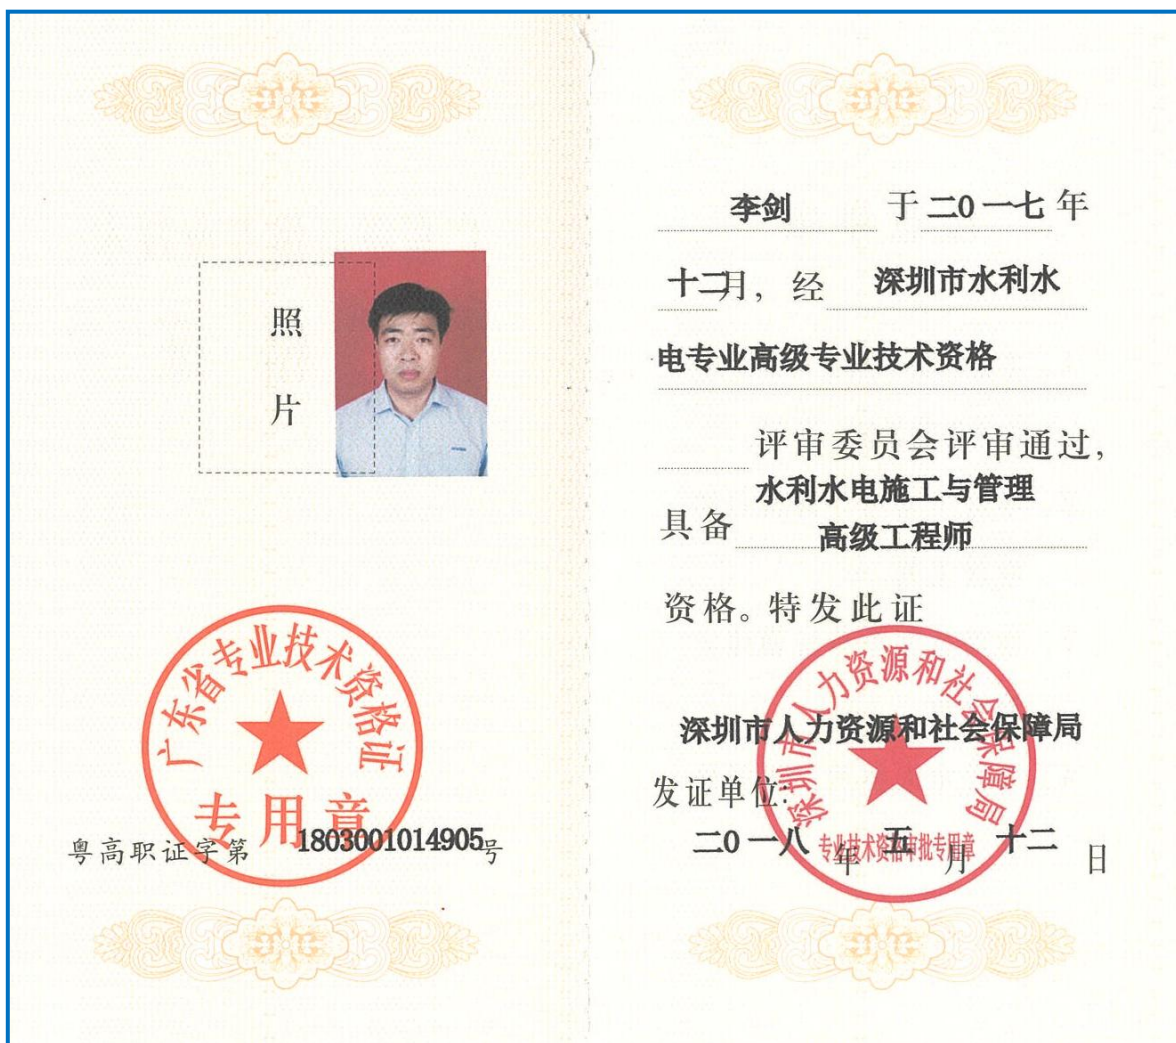 照
片
广东省专业技术资格证
专用章
粤高职证字第 1803001014905号
李剑 于二0一七年
十二月，经 深圳市水利水
电专业高级专业技术资格
评审委员会评审通过，
水利水电施工与管理
具备 高级工程师
资格。特发此证
深圳市人力资源和社会保障局
深圳市人力资源和社会保障局
发证单位:
专业技术资格审批专用章
二0一八年 五月 十二日